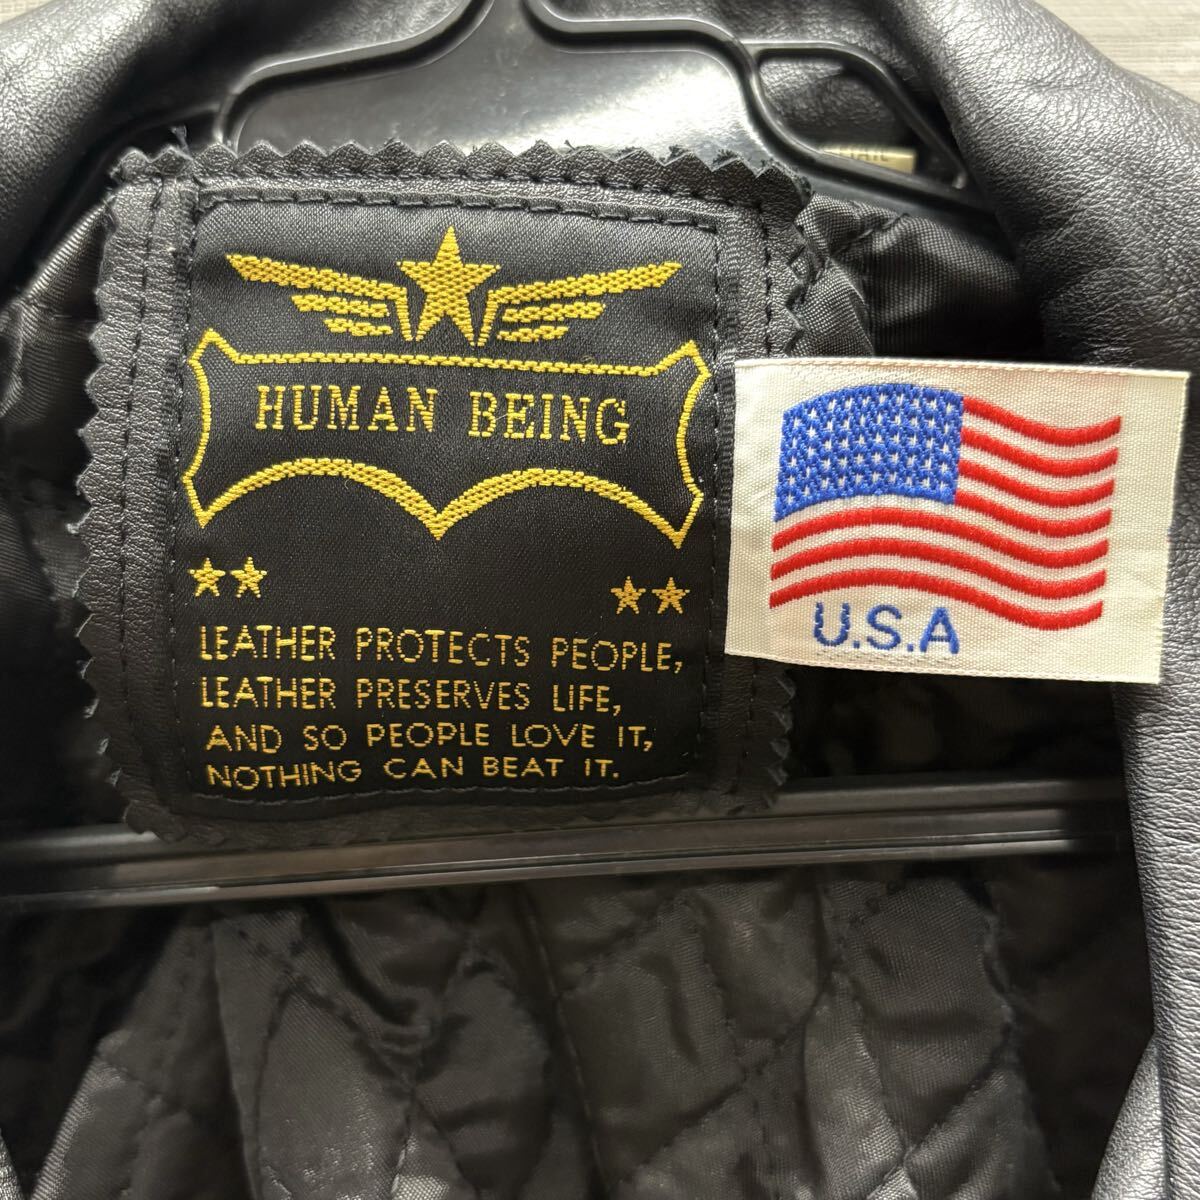 HUMAN BEING
LEATHER PROTECTS PEOPLE,
LEATHER PRESERVES LIFE,
AND SO PEOPLE LOVE IT,
NOTHING CAN BEAT IT.
U.S.A